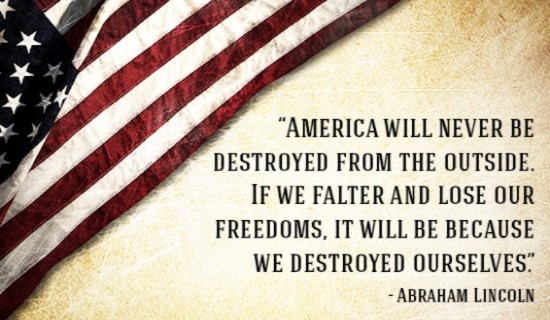 “America will never be
destroyed from the outside.
If we falter and lose our
freedoms, it will be because
we destroyed ourselves.”
- Abraham Lincoln